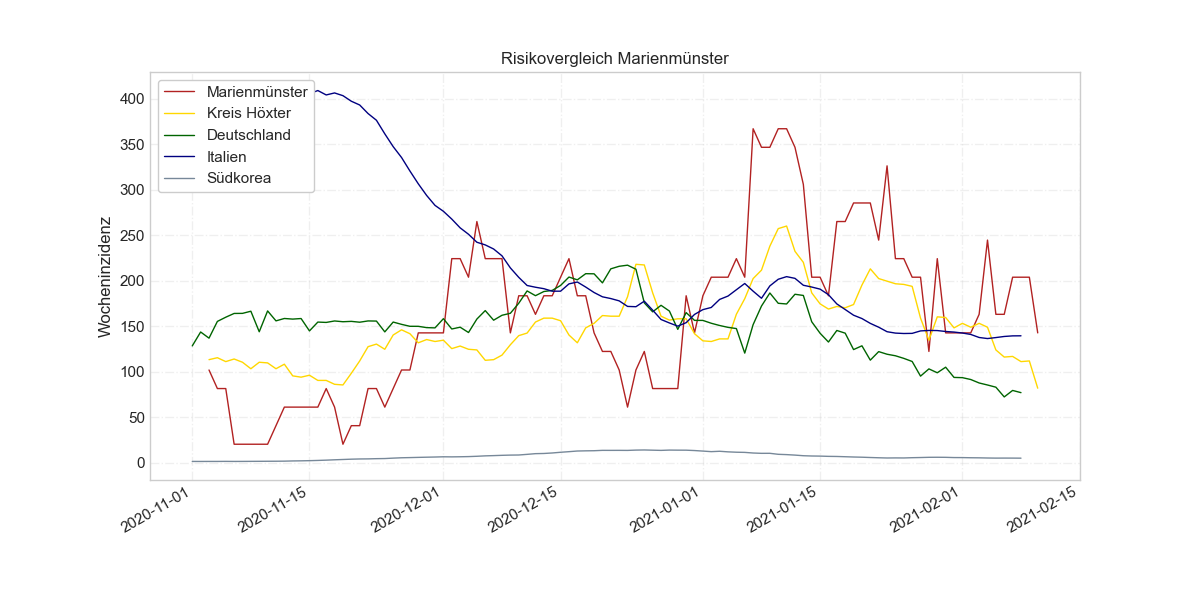 Risikovergleich Marienmünster
Marienmünster
Kreis Höxter
Deutschland
Italien
Südkorea
Wocheninzidenz
400
350
300
250
200
150
100
50
0
2020-11-01
2020-11-15
2020-12-01
2020-12-15
2021-01-01
2021-01-15
2021-02-01
2021-02-15